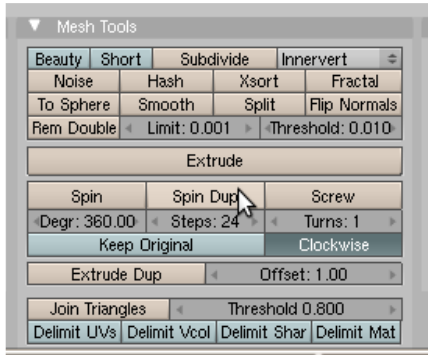 Mesh Tools
Beauty Short Subdivide Innervert
Noise Hash Xsort Fractal
To Sphere Smooth Split Flip Normals
Rem Double Limit: 0.001 Threshold: 0.010
Extrude
Spin Spin Dup Screw
Degr: 360.00 Steps: 24 Turns: 1
Keep Original Clockwise
Extrude Dup Offset: 1.00
Join Triangles Threshold 0.800
Delimit UVs Delimit Vcol Delimit Shar Delimit Mat